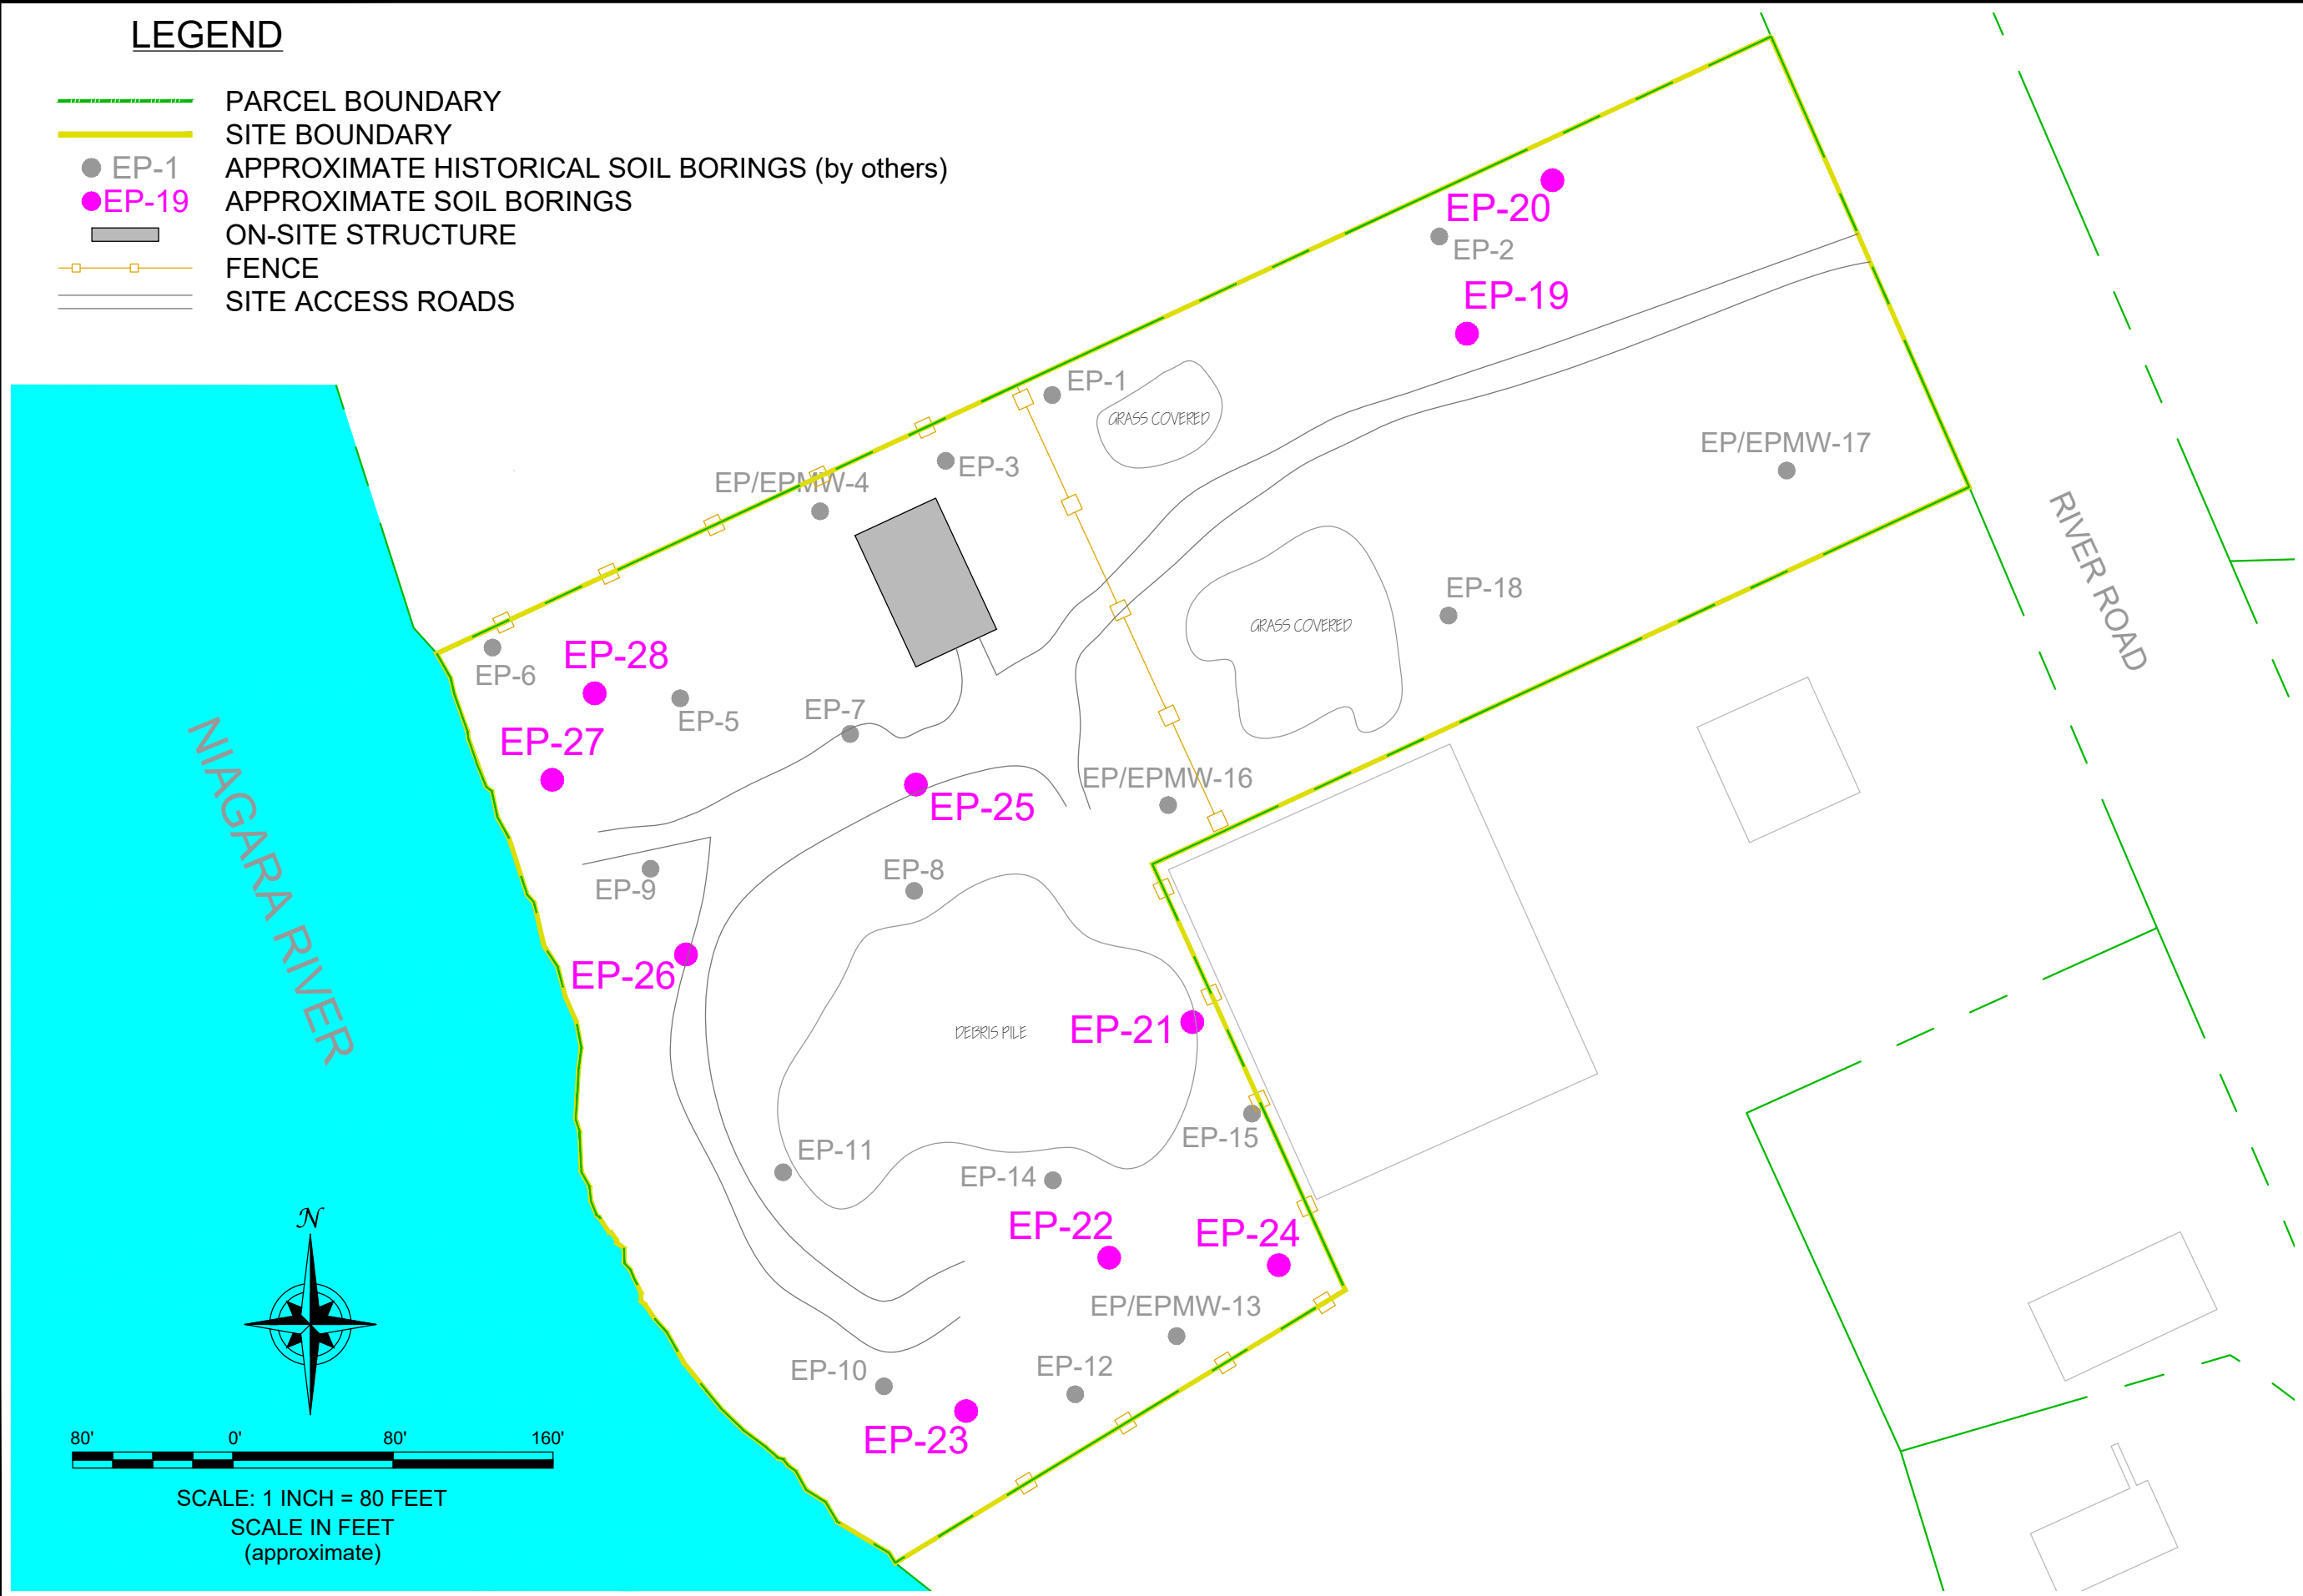 LEGEND
PARCEL BOUNDARY
SITE BOUNDARY
EP-1 APPROXIMATE HISTORICAL SOIL BORINGS (by others)
EP-19 APPROXIMATE SOIL BORINGS
ON-SITE STRUCTURE
FENCE
SITE ACCESS ROADS
EP-20
EP-2
EP-19
EP-1
GRASS COVERED
EP/EPMW-17
EP-3
EP/EPMW-4
RIVER ROAD
EP-18
GRASS COVERED
EP-28
EP-6
EP-5
EP-7
EP-27
EP/EPMW-16
EP-25
EP-8
EP-9
NIAGARA RIVER
EP-26
EP-21
DEBRIS PILE
EP-15
EP-11
EP-14
N
EP-22
EP-24
EP/EPMW-13
EP-10
EP-12
EP-23
80' 0' 80' 160'
SCALE: 1 INCH = 80 FEET
SCALE IN FEET
(approximate)